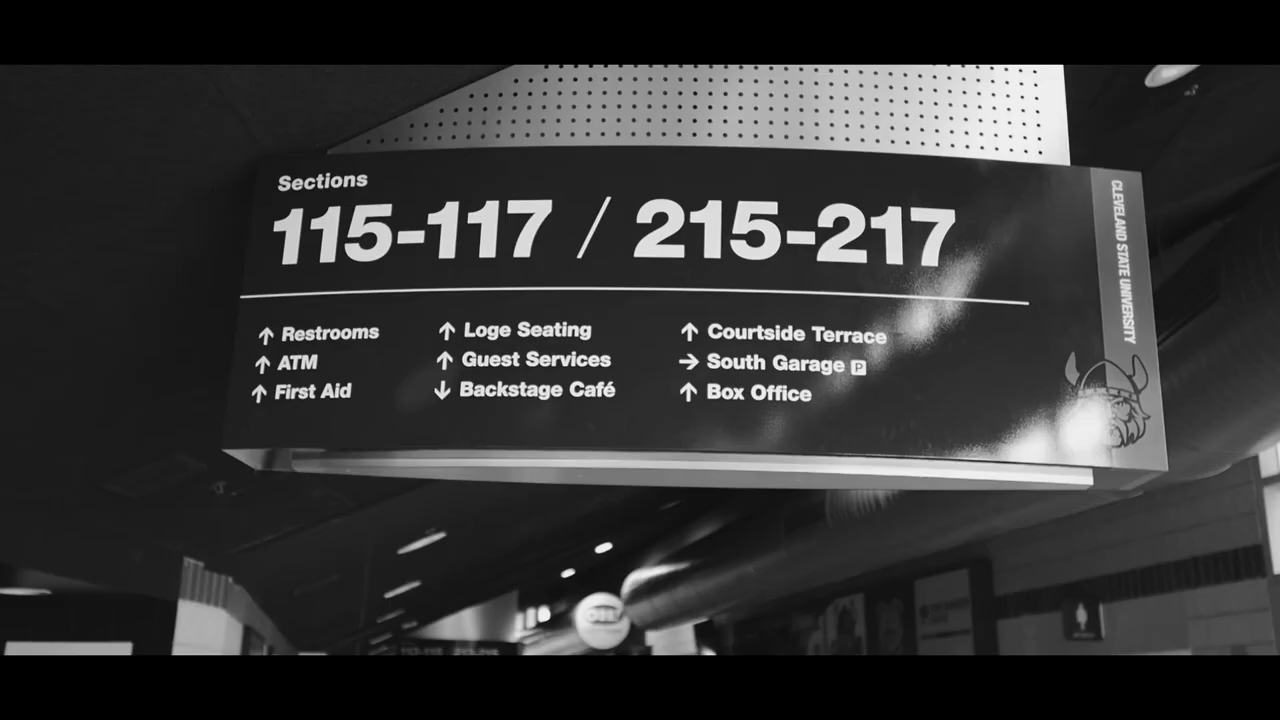 Sections
115-117 / 215-217
↑ Restrooms
↑ ATM
↑ First Aid
↑ Loge Seating
↑ Guest Services
↓ Backstage Café
↑ Courtside Terrace
→ South Garage P
↑ Box Office
CLEVELAND STATE UNIVERSITY